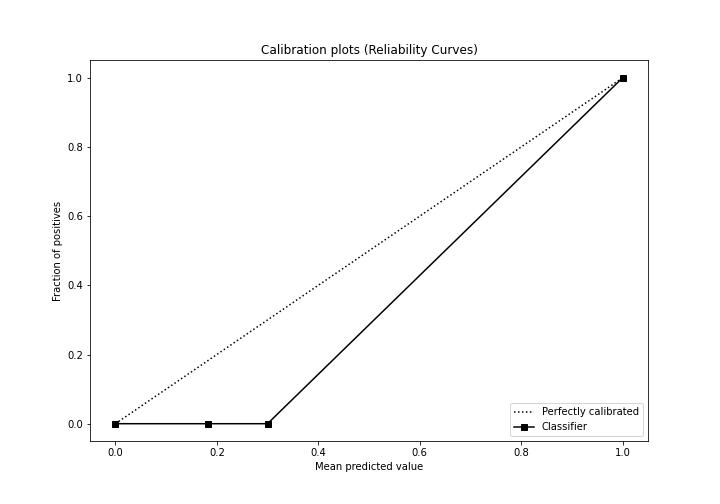 Calibration plots (Reliability Curves)
1.0
0.8
0.6
0.4
0.2
0.0
Fraction of positives
Perfectly calibrated
Classifier
0.0 0.2 0.4 0.6 0.8 1.0
Mean predicted value